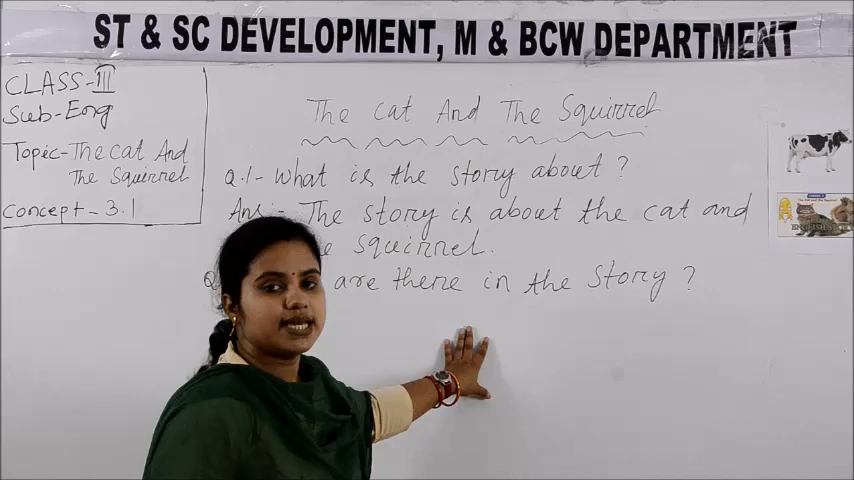 ST & SC DEVELOPMENT, M & BCW DEPARTMENT
CLASS-III
Sub-Eng
Topic-The cat And
The Squirrel
Concept-3.1
The cat And The Squirrel
Q.1- What is the story about ?
Ans:- The story is about the cat and
squirrel.
are there in the Story ?